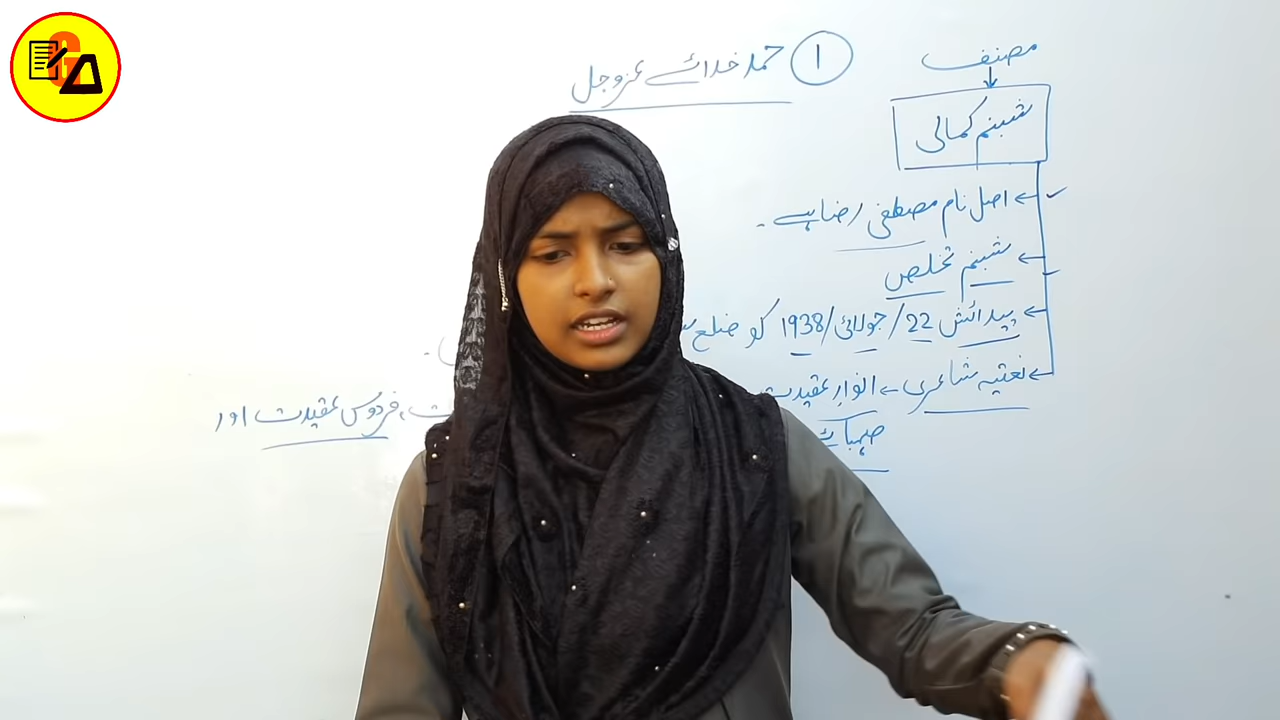 ① حمد خدائے عزوجل
مصنف
شبنم کمالی
اصل نام مصطفیٰ رضا ہے ۔
شبنم تخلص
پیدائش 22/جولائی/1938 کو ضلع
نعتیہ شاعری ← انوارِ عقیدت ، فردوس عقیدت اور
صہبائے